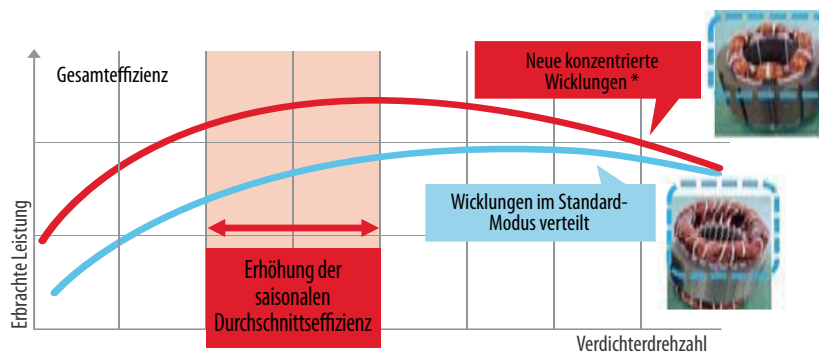 Gesamteffizienz
Neue konzentrierte
Wicklungen *
Wicklungen im Standard-
Modus verteilt
Erhöhung der
saisonalen
Durchschnittseffizienz
Erbrachte Leistung
Verdichterdrehzahl